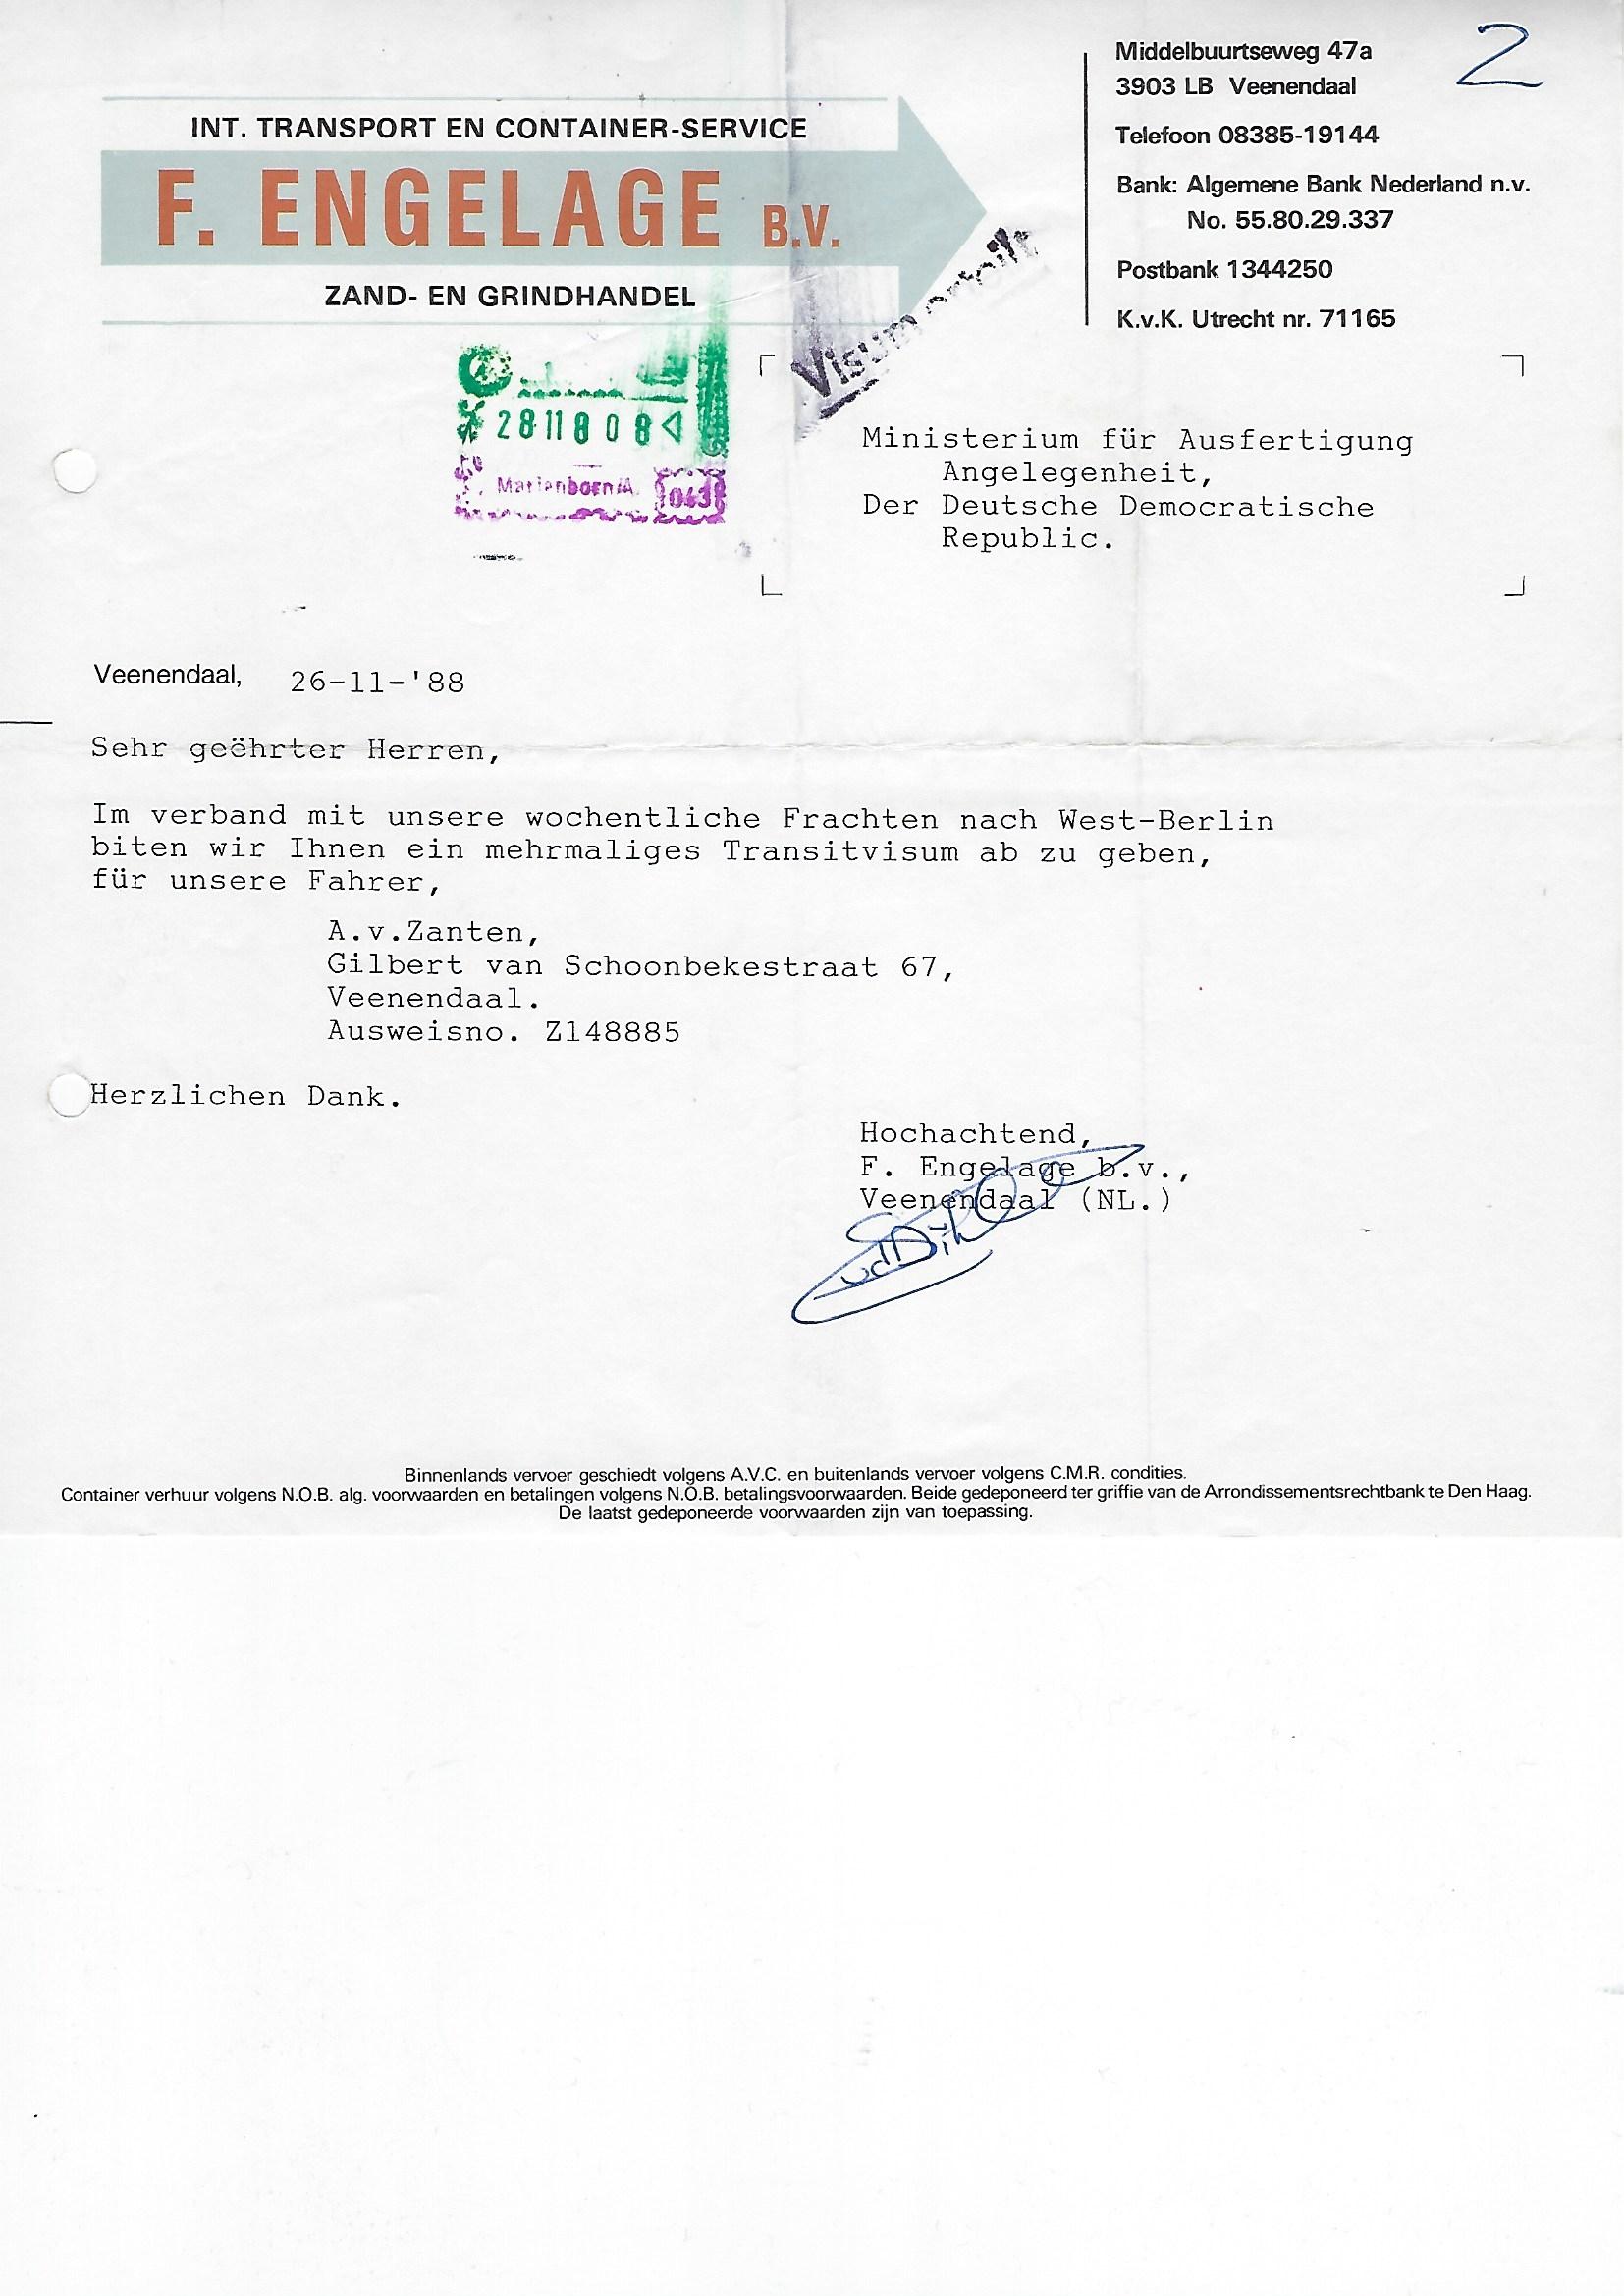 2
INT. TRANSPORT EN CONTAINER-SERVICE
F. ENGELAGE B.V.
ZAND- EN GRINDHANDEL
Middelbuurtseweg 47a
3903 LB Veenendaal
Telefoon 08385-19144
Bank: Algemene Bank Nederland n.v.
No. 55.80.29.337
Postbank 1344250
K.v.K. Utrecht nr. 71165
Visum erteilt
28 11 8 0 8
Marienborn/A. 043
Ministerium für Ausfertigung
Angelegenheit,
Der Deutsche Democratische
Republic.
Veenendaal, 26-11-'88
Sehr geëhrter Herren,
Im verband mit unsere wochentliche Frachten nach West-Berlin
biten wir Ihnen ein mehrmaliges Transitvisum ab zu geben,
für unsere Fahrer,
A.v.Zanten,
Gilbert van Schoonbekestraat 67,
Veenendaal.
Ausweisno. Z148885
Herzlichen Dank.
Hochachtend,
F. Engelage b.v.,
Veenendaal (NL.)
Binnenlands vervoer geschiedt volgens A.V.C. en buitenlands vervoer volgens C.M.R. condities.
Container verhuur volgens N.O.B. alg. voorwaarden en betalingen volgens N.O.B. betalingsvoorwaarden. Beide gedeponeerd ter griffie van de Arrondissementsrechtbank te Den Haag.
De laatst gedeponeerde voorwaarden zijn van toepassing.